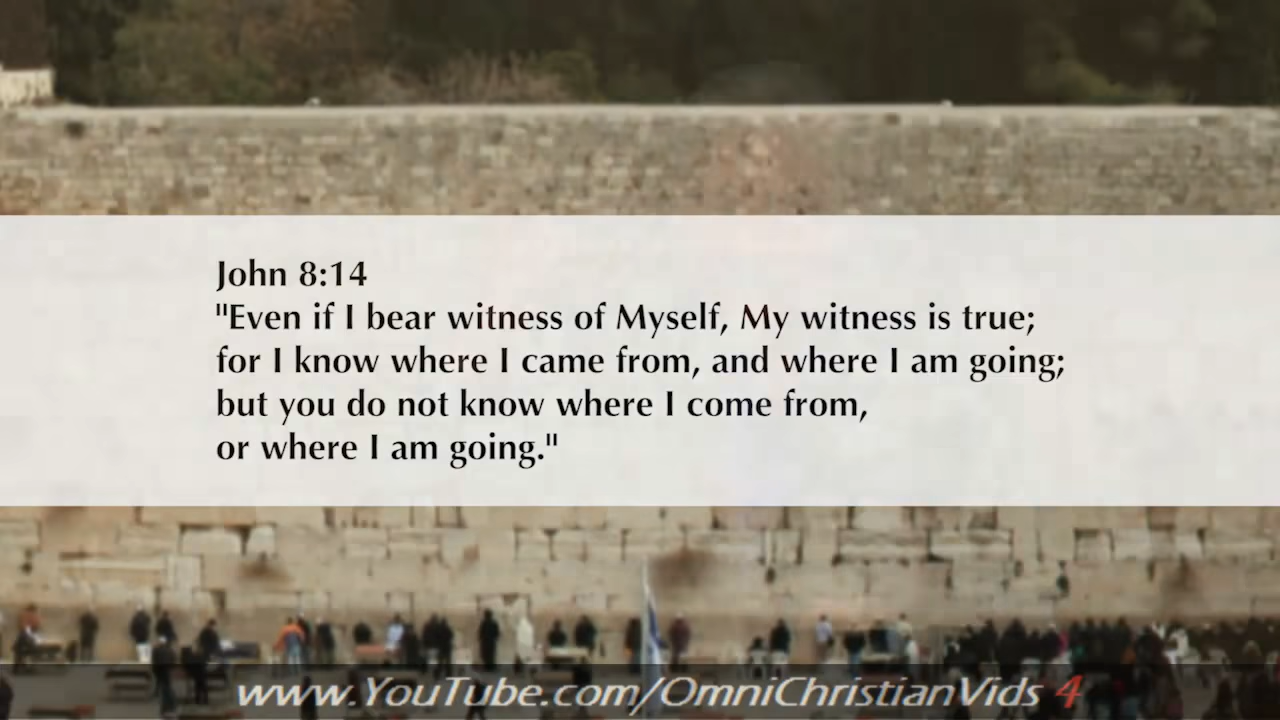 John 8:14
"Even if I bear witness of Myself, My witness is true;
for I know where I came from, and where I am going;
but you do not know where I come from,
or where I am going."
www.YouTube.com/OmniChristianVids 4